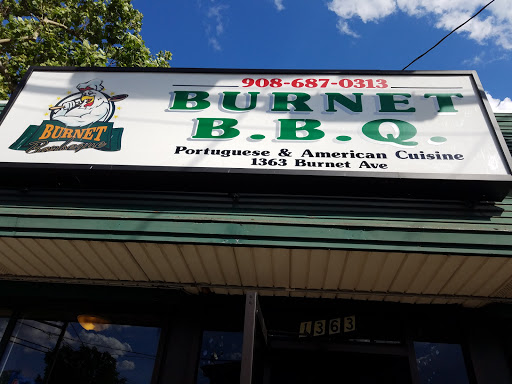 908-687-0313
BURNET
B.B.Q.
Portuguese & American Cuisine
1363 Burnet Ave
BURNET
Barbeque
1363